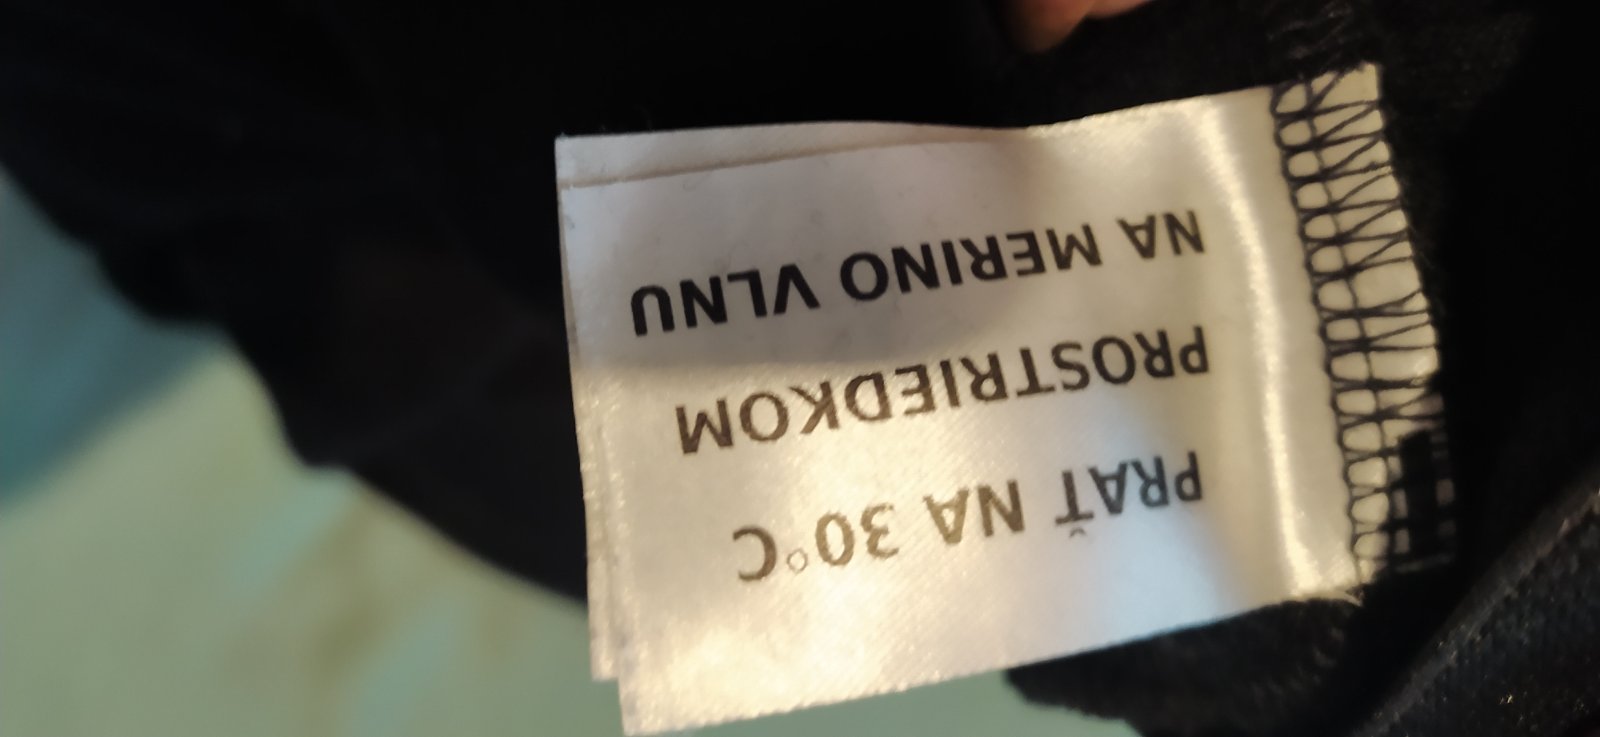 PRAŤ NA 30°C
PROSTRIEDKOM
NA MERINO VLNU